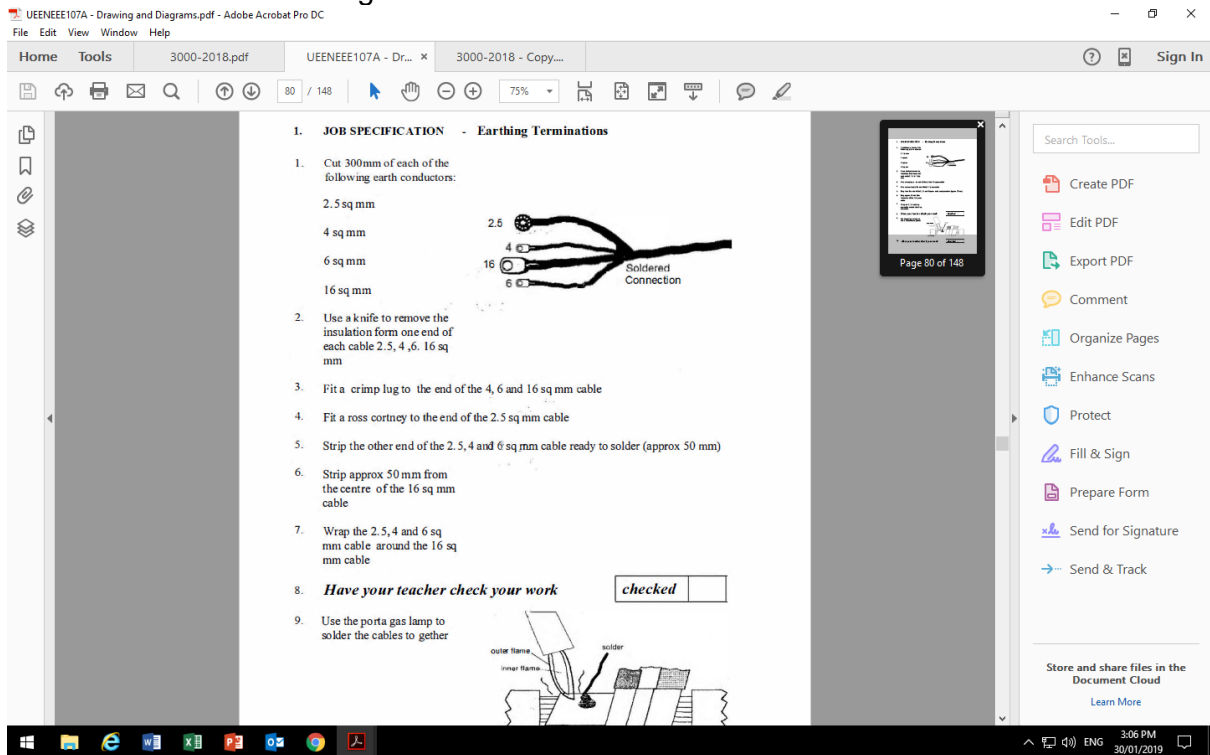 UEENEEE107A - Drawing and Diagrams.pdf - Adobe Acrobat Pro DC
File Edit View Window Help
Home Tools 3000-2018.pdf UEENEEE107A - Dr... × 3000-2018 - Copy.... ? Sign In
80 / 148 75%
1. JOB SPECIFICATION - Earthing Terminations
1. Cut 300mm of each of the
following earth conductors:
2.5 sq mm
4 sq mm
6 sq mm
16 sq mm
2.5
4
16
6
Soldered
Connection
2. Use a knife to remove the
insulation form one end of
each cable 2.5, 4 ,6. 16 sq
mm
3. Fit a crimp lug to the end of the 4, 6 and 16 sq mm cable
4. Fit a ross cortney to the end of the 2.5 sq mm cable
5. Strip the other end of the 2.5, 4 and 6 sq mm cable ready to solder (approx 50 mm)
6. Strip approx 50 mm from
the centre of the 16 sq mm
cable
7. Wrap the 2.5, 4 and 6 sq
mm cable around the 16 sq
mm cable
8. Have your teacher check your work checked
9. Use the porta gas lamp to
solder the cables to gether
outer flame
inner flame
solder
Page 80 of 148
Search Tools...
Create PDF
Edit PDF
Export PDF
Comment
Organize Pages
Enhance Scans
Protect
Fill & Sign
Prepare Form
Send for Signature
Send & Track
Store and share files in the
Document Cloud
Learn More
ENG
3:06 PM
30/01/2019